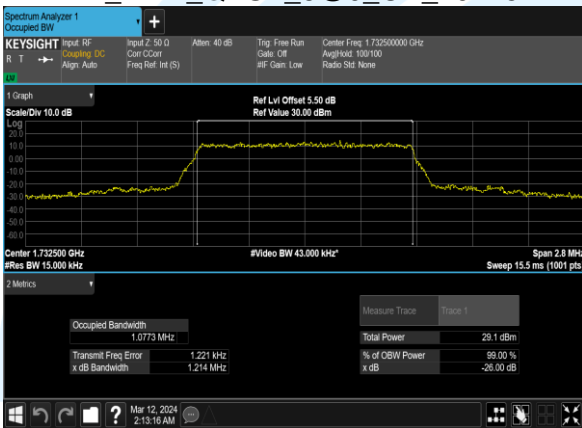 Spectrum Analyzer 1
Occupied BW
+
KEYSIGHT
R T
LW
Input: RF
Coupling: DC
Align: Auto
Input Z: 50 Ω
Corr CCorr
Freq Ref: Int (S)
Atten: 40 dB
Trig: Free Run
Gate: Off
#IF Gain: Low
Center Freq: 1.732500000 GHz
Avg|Hold: 100/100
Radio Std: None
1 Graph
Scale/Div 10.0 dB
Ref Lvl Offset 5.50 dB
Ref Value 30.00 dBm
Log
20.0
10.0
0.00
-10.0
-20.0
-30.0
-40.0
-50.0
-60.0
Center 1.732500 GHz
#Res BW 15.000 kHz
#Video BW 43.000 kHz*
Span 2.8 MHz
Sweep 15.5 ms (1001 pts)
2 Metrics
Measure Trace
Trace 1
Occupied Bandwidth
1.0773 MHz
Total Power 29.1 dBm
Transmit Freq Error 1.221 kHz
% of OBW Power 99.00 %
x dB Bandwidth 1.214 MHz
x dB -26.00 dB
?
Mar 12, 2024
2:13:16 AM